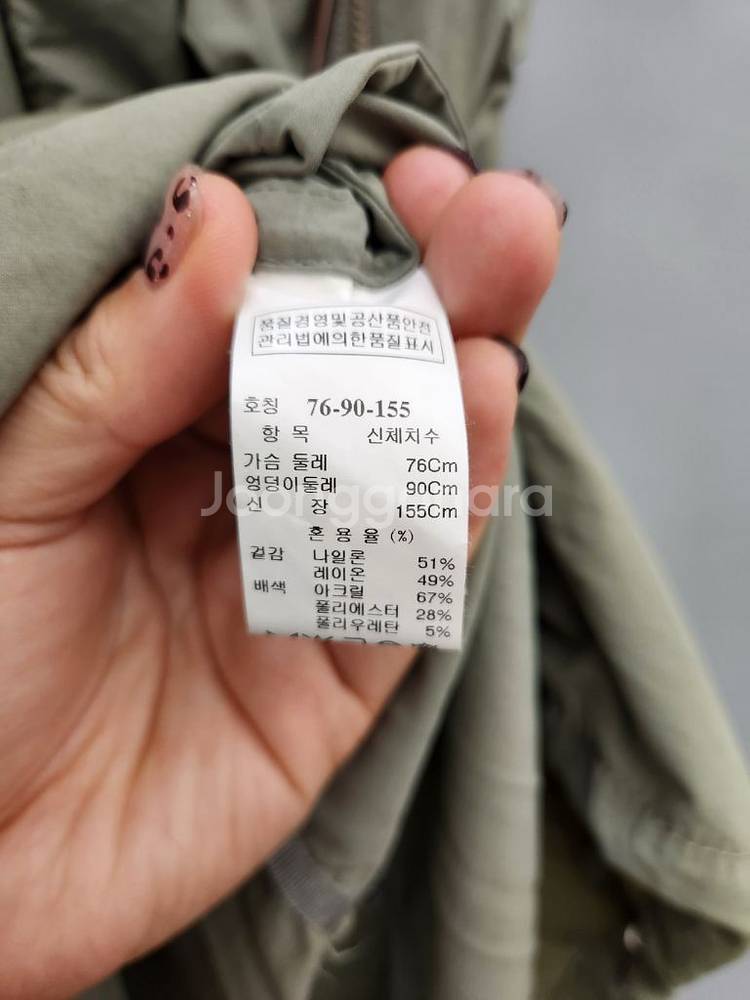 품질경영및공산품안전
관리법에의한품질표시
호칭 76-90-155
항 목 신체치수
가슴 둘레 76Cm
엉덩이둘레 90Cm
신 장 155Cm
Joonggonara
혼 용 율 (%)
겉감 나일론 51%
레이온 49%
배색 아크릴 67%
폴리에스터 28%
폴리우레탄 5%